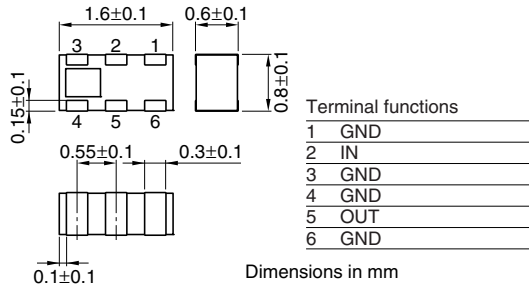 1.6±0.1
0.6±0.1
3 2 1
0.15±0.1
0.8±0.1
4 5 6
0.55±0.1
0.3±0.1
0.1±0.1
Terminal functions
1 GND
2 IN
3 GND
4 GND
5 OUT
6 GND
Dimensions in mm